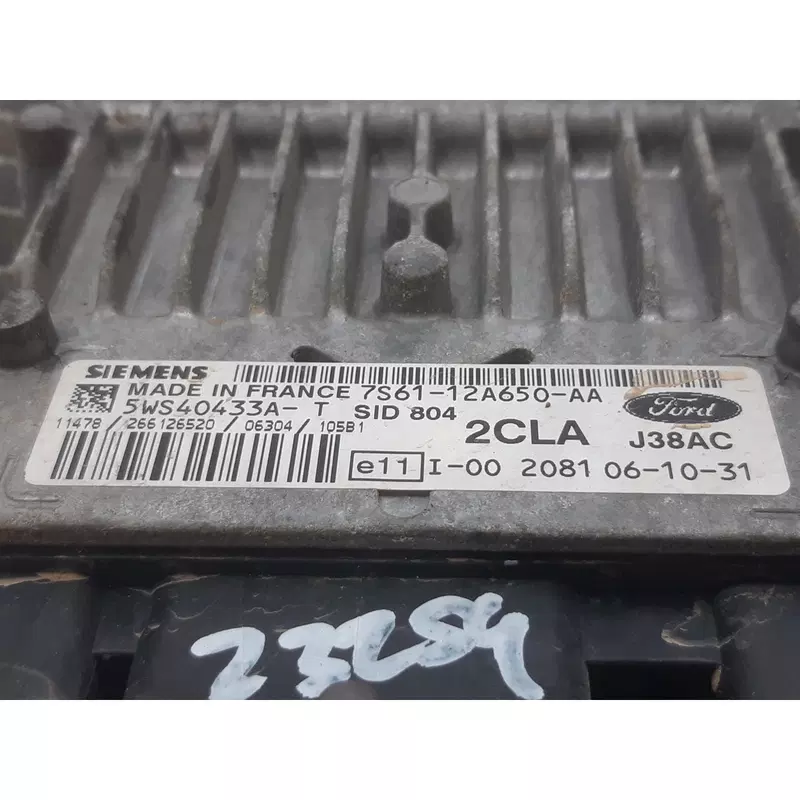 SIEMENS
MADE IN FRANCE 7S61-12A650-AA
5WS40433A-T SID 804
Ford
11478 / 266126520 / 06304 / 105B1
2CLA J38AC
e11 I-00 2081 06-10-31
23254